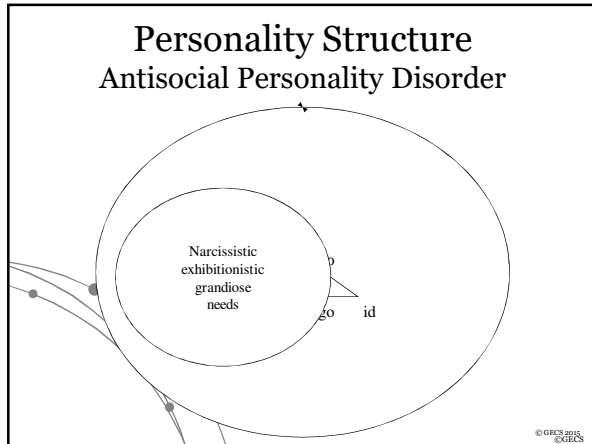 Personality Structure
Antisocial Personality Disorder
Narcissistic
exhibitionistic
grandiose
needs
id
© GECS 2015
©GECS